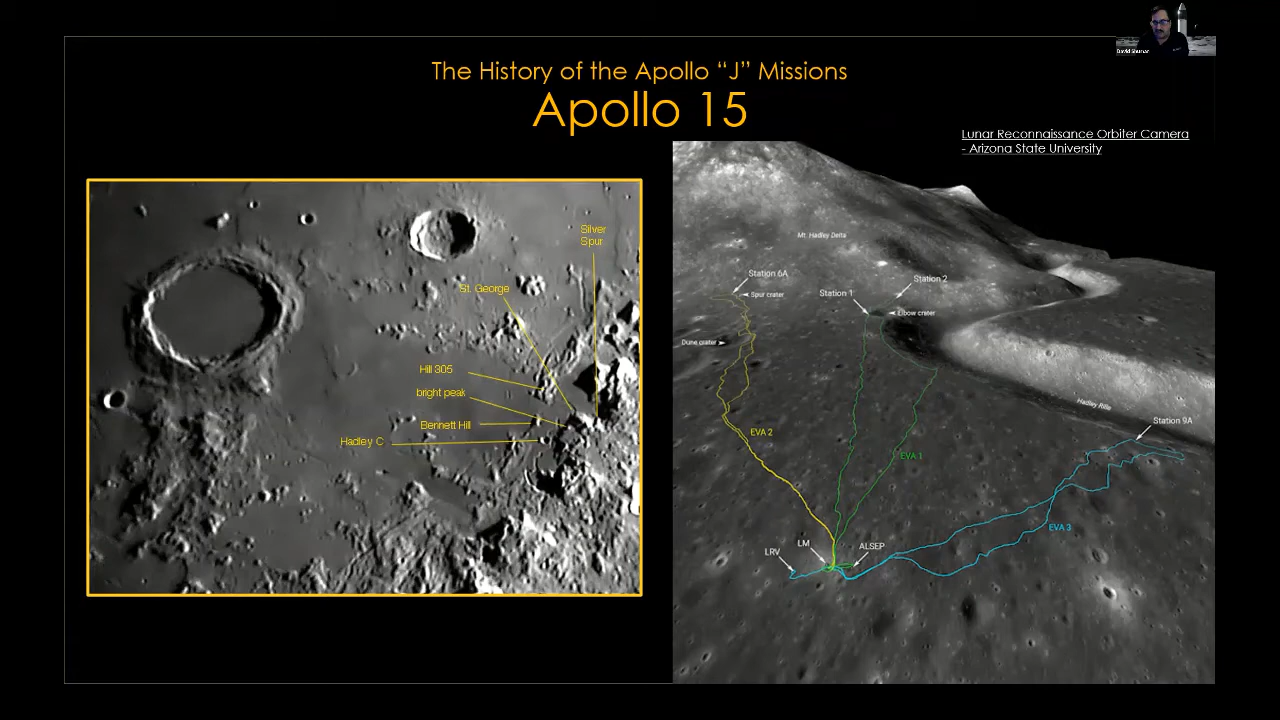 The History of the Apollo “J” Missions
Apollo 15
Lunar Reconnaissance Orbiter Camera
- Arizona State University
Silver
Spur
St. George
Hill 305
bright peak
Bennett Hill
Hadley C
Mt. Hadley Delta
Station 6A
Spur crater
Station 1
Station 2
Elbow crater
Dune crater
Hadley Rille
Station 9A
EVA 2
EVA 1
EVA 3
LRV
LM
ALSEP